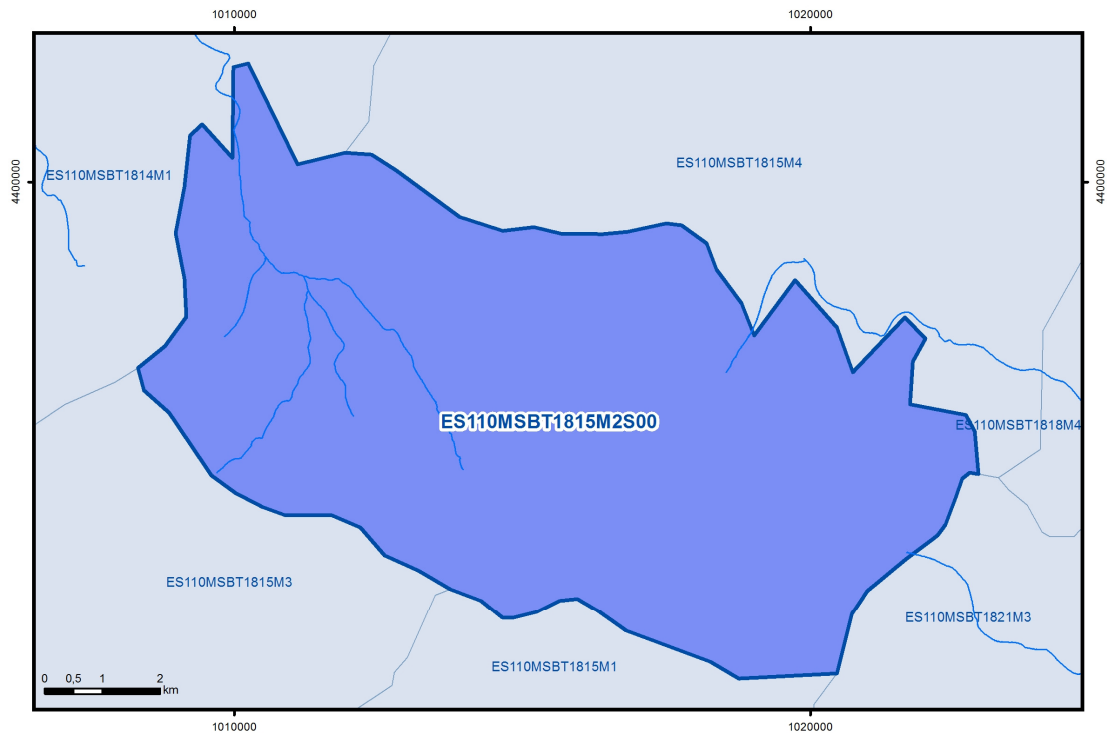 1010000
1020000
ES110MSBT1815M4
ES110MSBT1814M1
4400000
4400000
ES110MSBT1815M2S00
ES110MSBT1818M4
ES110MSBT1815M3
ES110MSBT1821M3
ES110MSBT1815M1
0 0,5 1 2
km
1010000
1020000